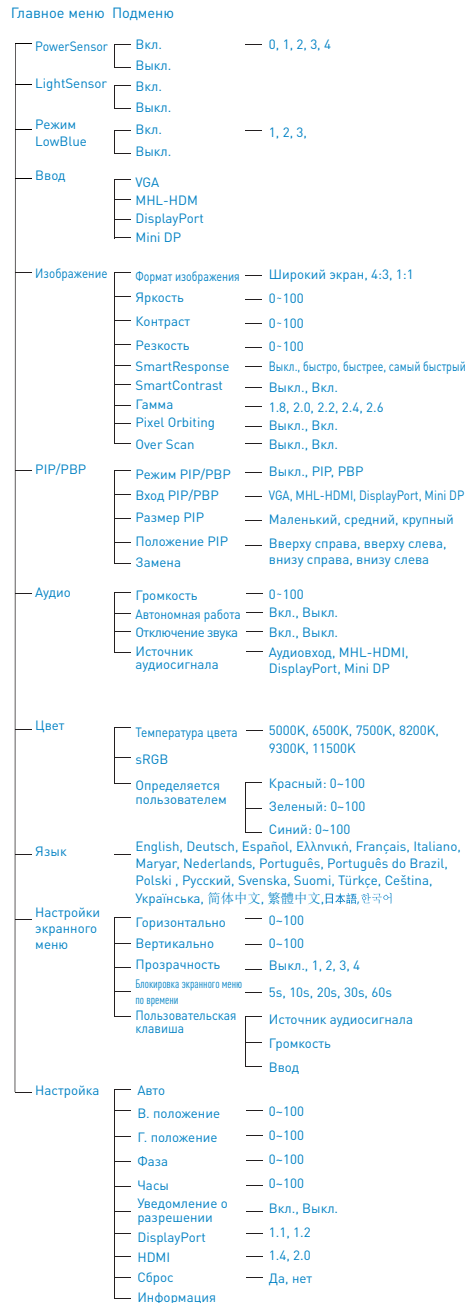 Главное меню Подменю
PowerSensor Вкл. 0, 1, 2, 3, 4
Выкл.
LightSensor Вкл.
Выкл.
Режим
LowBlue
Вкл. 1, 2, 3,
Выкл.
Ввод
VGA
MHL-HDM
DisplayPort
Mini DP
Изображение Формат изображения Широкий экран, 4:3, 1:1
Яркость 0~100
Контраст 0~100
Резкость 0~100
SmartResponse Выкл., быстро, быстрее, самый быстрый
SmartContrast Выкл., Вкл.
Гамма 1.8, 2.0, 2.2, 2.4, 2.6
Pixel Orbiting Выкл., Вкл.
Over Scan Выкл., Вкл.
PIP/PBP Режим PIP/PBP Выкл., PIP, PBP
Вход PIP/PBP VGA, MHL-HDMI, DisplayPort, Mini DP
Размер PIP Маленький, средний, крупный
Положение PIP Вверху справа, вверху слева,
внизу справа, внизу слева
Замена
Аудио Громкость 0~100
Автономная работа Вкл., Выкл.
Отключение звука Вкл., Выкл.
Источник
аудиосигнала
Аудиовход, MHL-HDMI,
DisplayPort, Mini DP
Цвет Температура цвета 5000K, 6500K, 7500K, 8200K,
9300K, 11500K
sRGB
Определяется
пользователем
Красный: 0~100
Зеленый: 0~100
Синий: 0~100
Язык English, Deutsch, Español, Ελληνική, Français, Italiano,
Maryar, Nederlands, Português, Português do Brazil,
Polski , Русский, Svenska, Suomi, Türkçe, Ceština,
Українська, 简体中文, 繁體中文,日本語,한국어
Настройки
экранного
меню
Горизонтально 0~100
Вертикально 0~100
Прозрачность Выкл., 1, 2, 3, 4
Блокировка экранного меню
по времени
5s, 10s, 20s, 30s, 60s
Пользовательская
клавиша
Источник аудиосигнала
Громкость
Ввод
Настройка Авто
В. положение 0~100
Г. положение 0~100
Фаза 0~100
Часы 0~100
Уведомление о
разрешении
Вкл., Выкл.
DisplayPort 1.1, 1.2
HDMI 1.4, 2.0
Сброс Да, нет
Информация